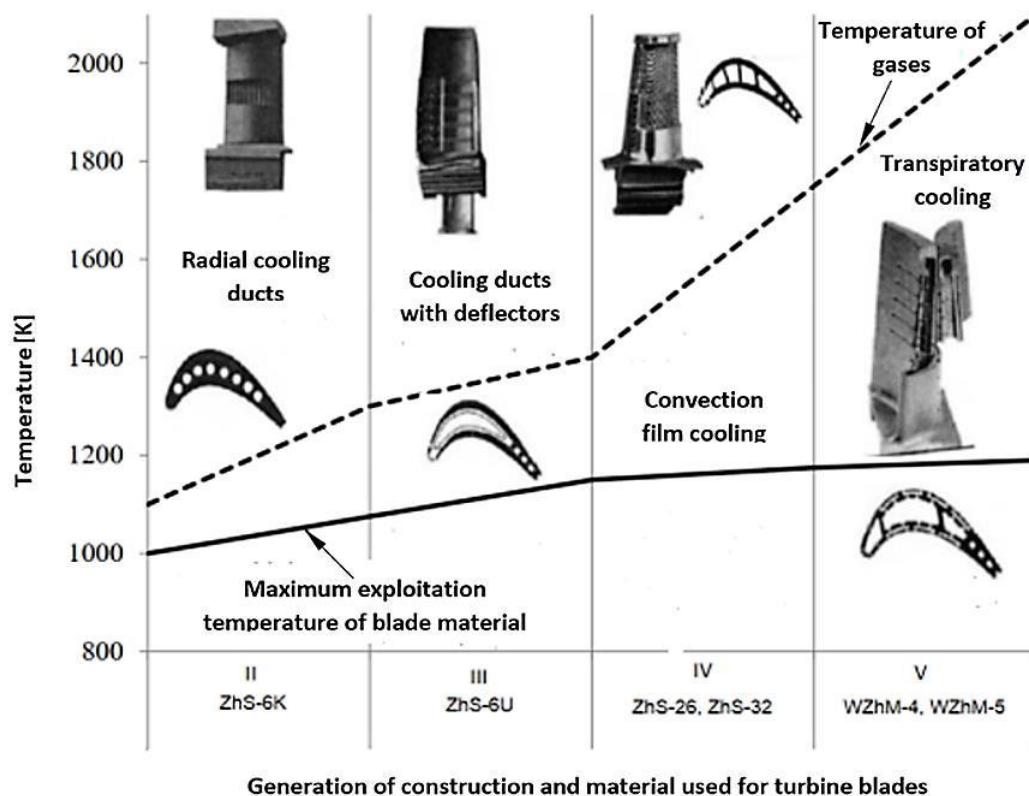 2000
1800
1600
1400
1200
1000
800
Temperature [K]
Temperature of
gases
Transpiratory
cooling
Radial cooling
ducts
Cooling ducts
with deflectors
Convection
film cooling
Maximum exploitation
temperature of blade material
II
ZhS-6K
III
ZhS-6U
IV
ZhS-26, ZhS-32
V
WZhM-4, WZhM-5
Generation of construction and material used for turbine blades